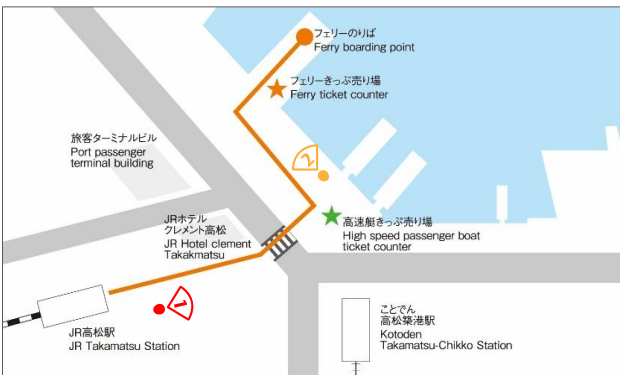 フェリーのりば
Ferry boarding point
フェリーきっぷ売り場
Ferry ticket counter
旅客ターミナルビル
Port passenger
terminal building
2
JRホテル
クレメント高松
JR Hotel clement
Takakmatsu
高速艇きっぷ売り場
High speed passenger boat
ticket counter
1
JR高松駅
JR Takamatsu Station
ことでん
高松築港駅
Kotoden
Takamatsu-Chikko Station